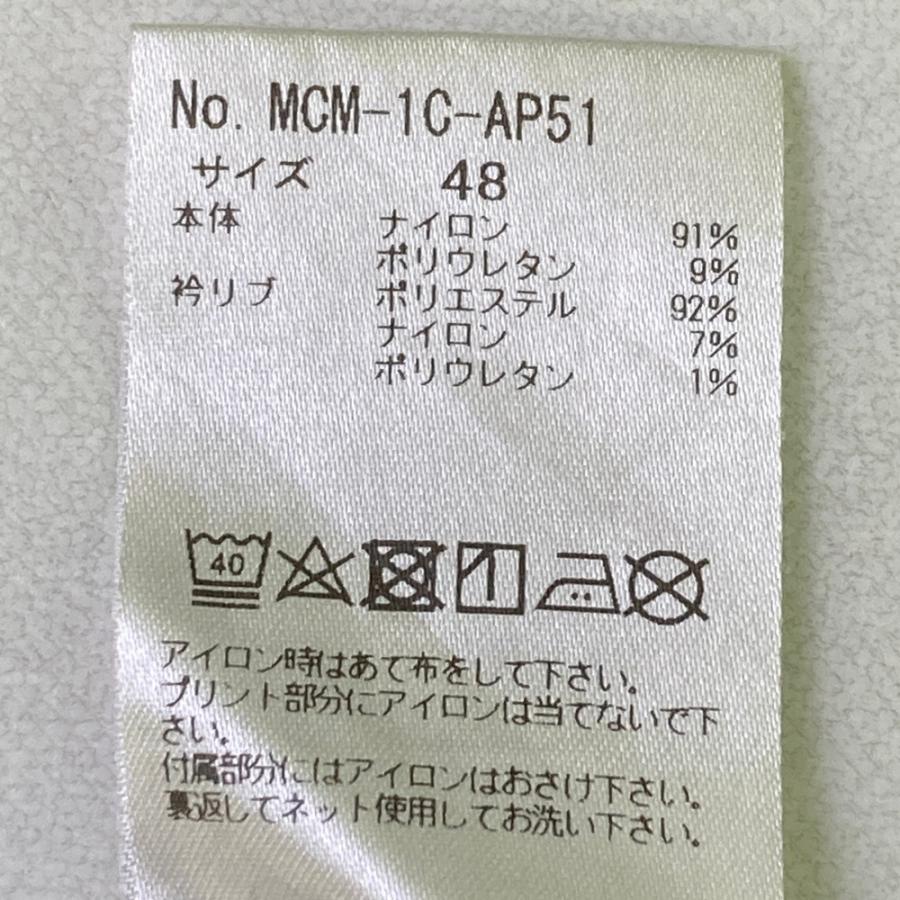 No. MCM-1C-AP51
サイズ 48
本体 ナイロン 91%
ポリウレタン 9%
衿リブ ポリエステル 92%
ナイロン 7%
ポリウレタン 1%
40
アイロン時はあて布をして下さい。
プリント部分にアイロンは当てないで下
さい。
付属部分にはアイロンはおさけ下さい。
裏返してネット使用してお洗い下さい。